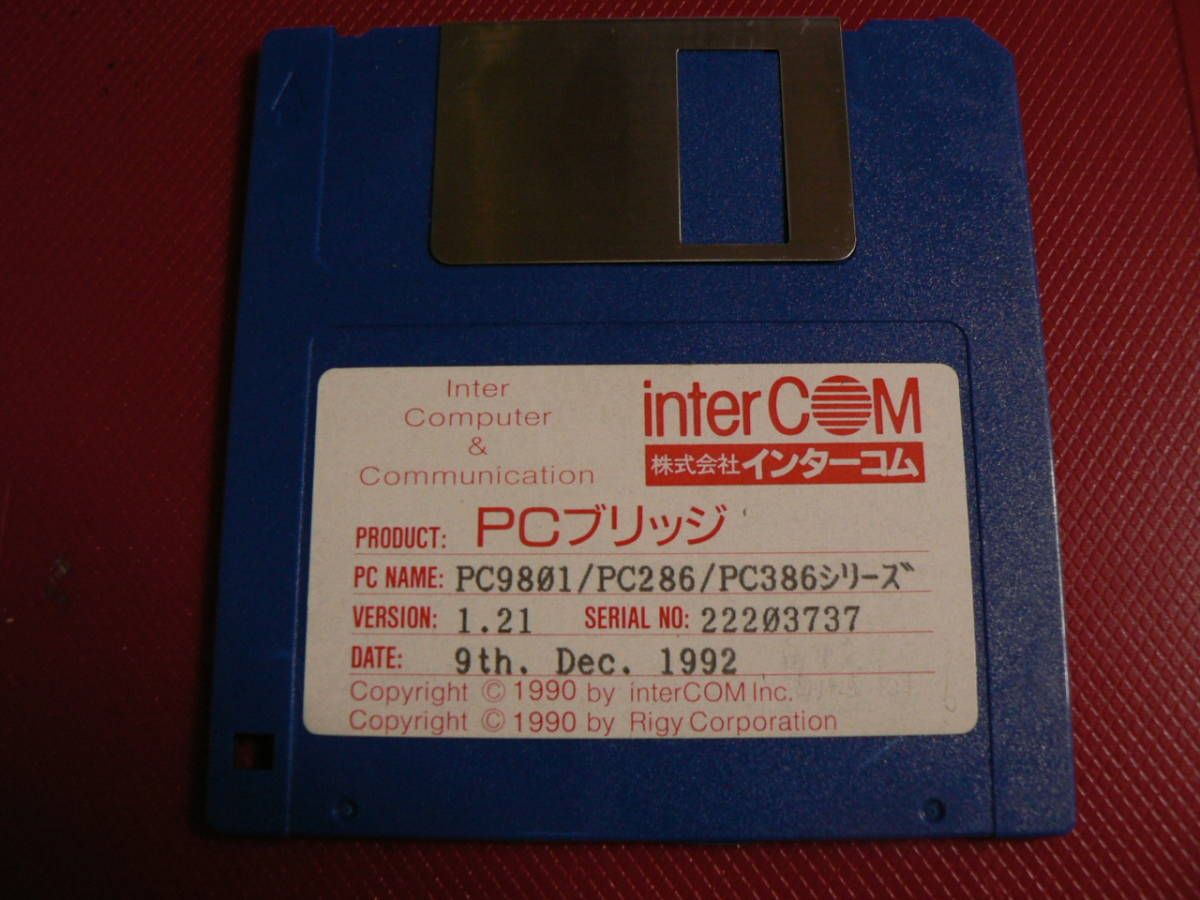 Inter
Computer
&
Communication
interCOM
株式会社インターコム
PRODUCT: PCブリッジ
PC NAME: PC9801/PC286/PC386シリーズ
VERSION: 1.21 SERIAL NO: 22203737
DATE: 9th. Dec. 1992
Copyright © 1990 by interCOM Inc.
Copyright © 1990 by Rigy Corporation